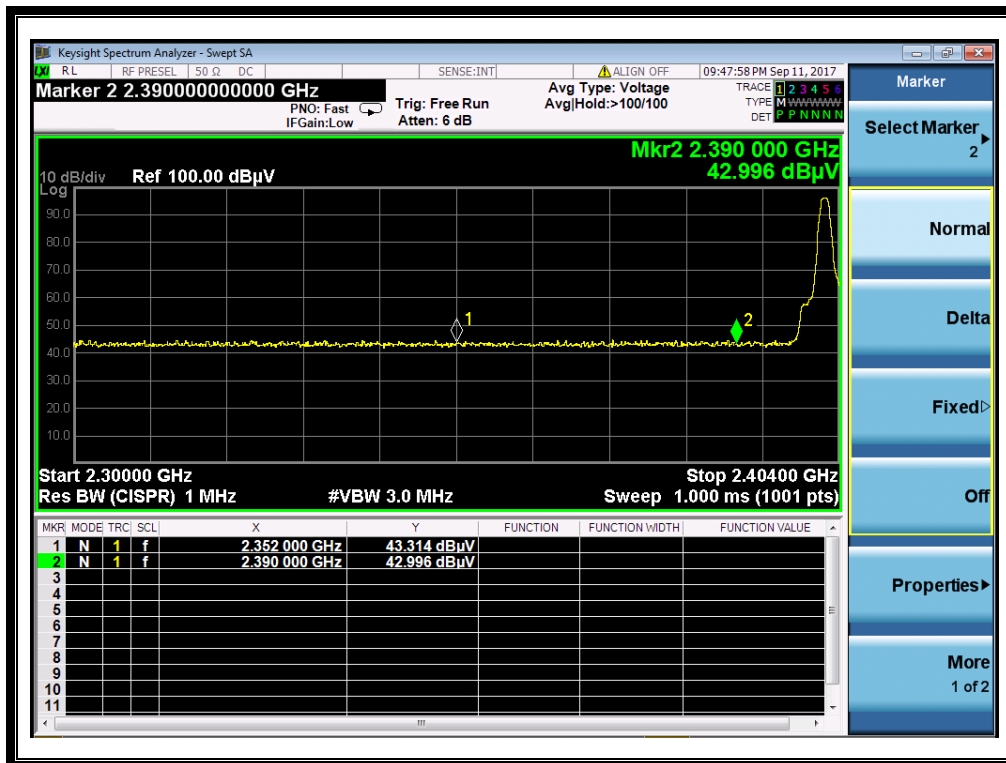 Keysight Spectrum Analyzer - Swept SA
LXI RL RF PRESEL 50 Ω DC SENSE:INT ALIGN OFF 09:47:58 PM Sep 11, 2017
Marker 2 2.390000000000 GHz
PNO: Fast
IFGain:Low
Trig: Free Run
Atten: 6 dB
Avg Type: Voltage
Avg|Hold:>100/100
TRACE 1 2 3 4 5 6
TYPE M WWWWW
DET P P N N N N
Mkr2 2.390 000 GHz
42.996 dBµV
10 dB/div Ref 100.00 dBµV
Log
90.0
80.0
70.0
60.0
50.0
40.0
30.0
20.0
10.0
1
2
Start 2.30000 GHz Stop 2.40400 GHz
Res BW (CISPR) 1 MHz #VBW 3.0 MHz Sweep 1.000 ms (1001 pts)
MKR MODE TRC SCL X Y FUNCTION FUNCTION WIDTH FUNCTION VALUE
1 N 1 f 2.352 000 GHz 43.314 dBµV
2 N 1 f 2.390 000 GHz 42.996 dBµV
3
4
5
6
7
8
9
10
11
Marker
Select Marker
2
Normal
Delta
Fixed
Off
Properties
More
1 of 2